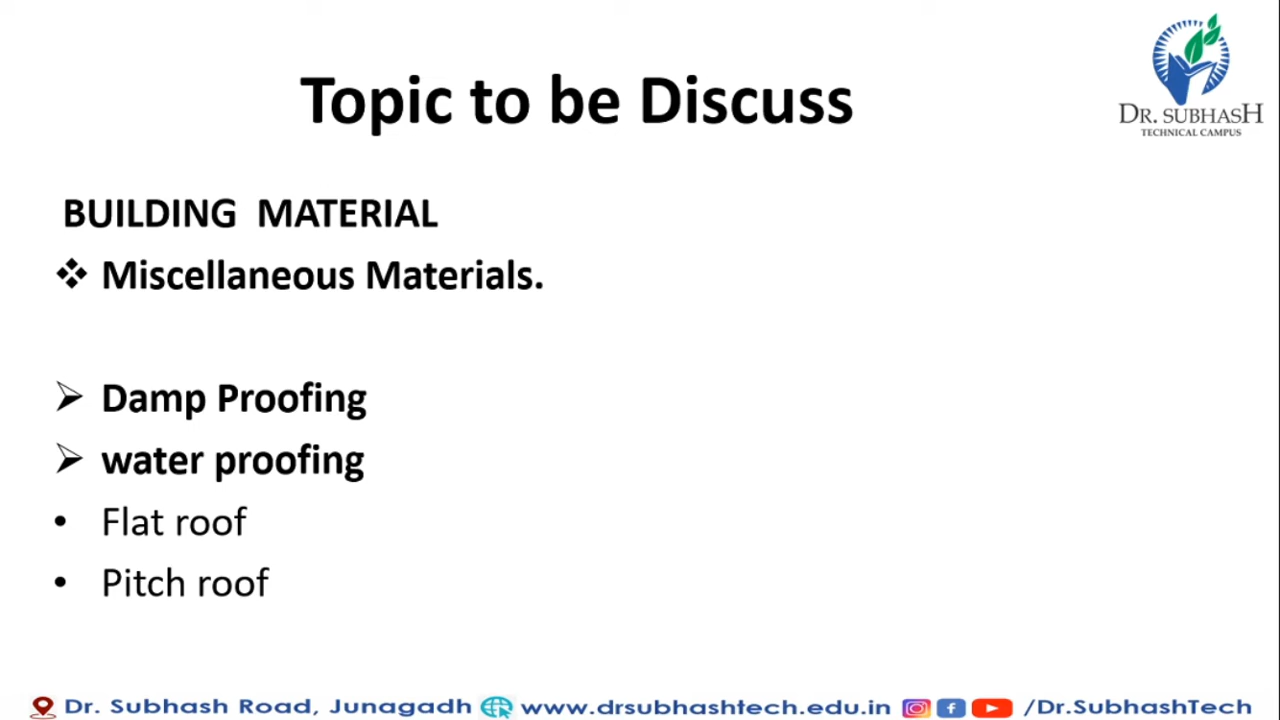 Topic to be Discuss
DR. SUBHASH
TECHNICAL CAMPUS
BUILDING MATERIAL
Miscellaneous Materials.
Damp Proofing
water proofing
Flat roof
Pitch roof
Dr. Subhash Road, Junagadh www.drsubhashtech.edu.in /Dr.SubhashTech